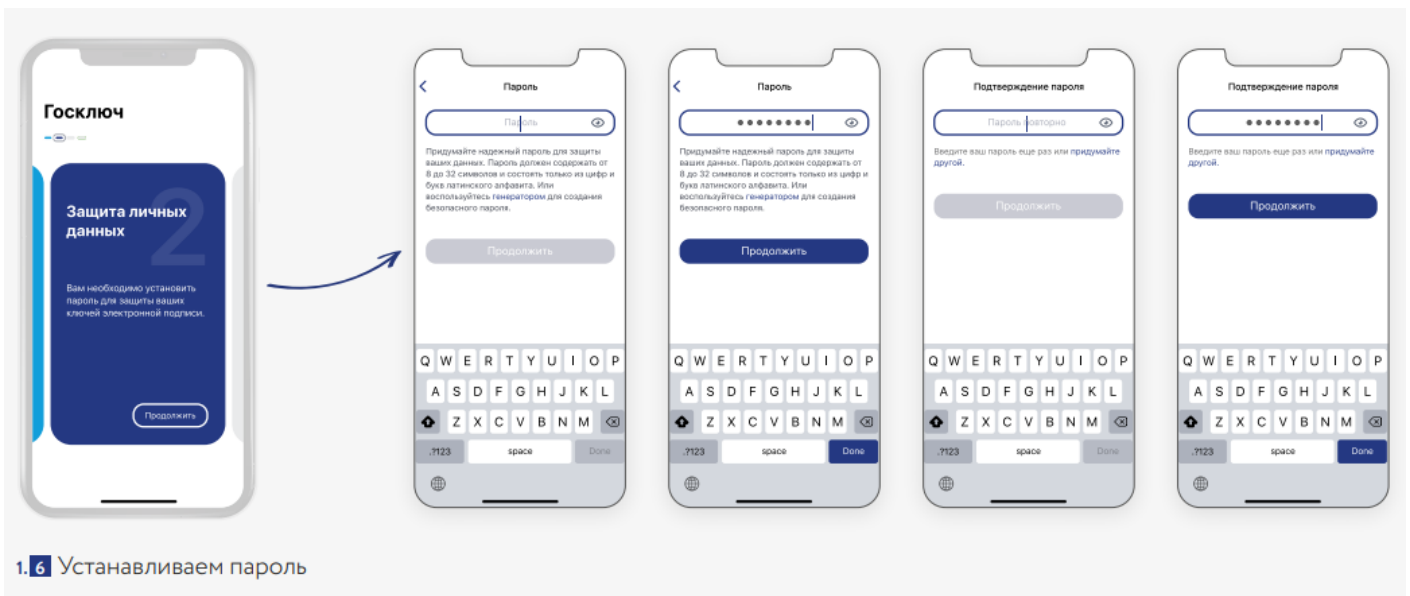 Госключ
2
Защита личных
данных
Вам необходимо установить
пароль для защиты ваших
ключей электронной подписи.
Продолжить
Пароль
Пароль
Придумайте надежный пароль для защиты
ваших данных. Пароль должен содержать от
8 до 32 символов и состоять только из цифр и
букв латинского алфавита. Или
воспользуйтесь генератором для создания
безопасного пароля.
Продолжить
Q W E R T Y U I O P
A S D F G H J K L
Z X C V B N M
.?123 space Done
Пароль
Придумайте надежный пароль для защиты
ваших данных. Пароль должен содержать от
8 до 32 символов и состоять только из цифр и
букв латинского алфавита. Или
воспользуйтесь генератором для создания
безопасного пароля.
Продолжить
Q W E R T Y U I O P
A S D F G H J K L
Z X C V B N M
.?123 space Done
Подтверждение пароля
Пароль повторно
Введите ваш пароль еще раз или придумайте
другой.
Продолжить
Q W E R T Y U I O P
A S D F G H J K L
Z X C V B N M
.?123 space Done
Подтверждение пароля
Введите ваш пароль еще раз или придумайте
другой.
Продолжить
Q W E R T Y U I O P
A S D F G H J K L
Z X C V B N M
.?123 space Done
1.6 Устанавливаем пароль